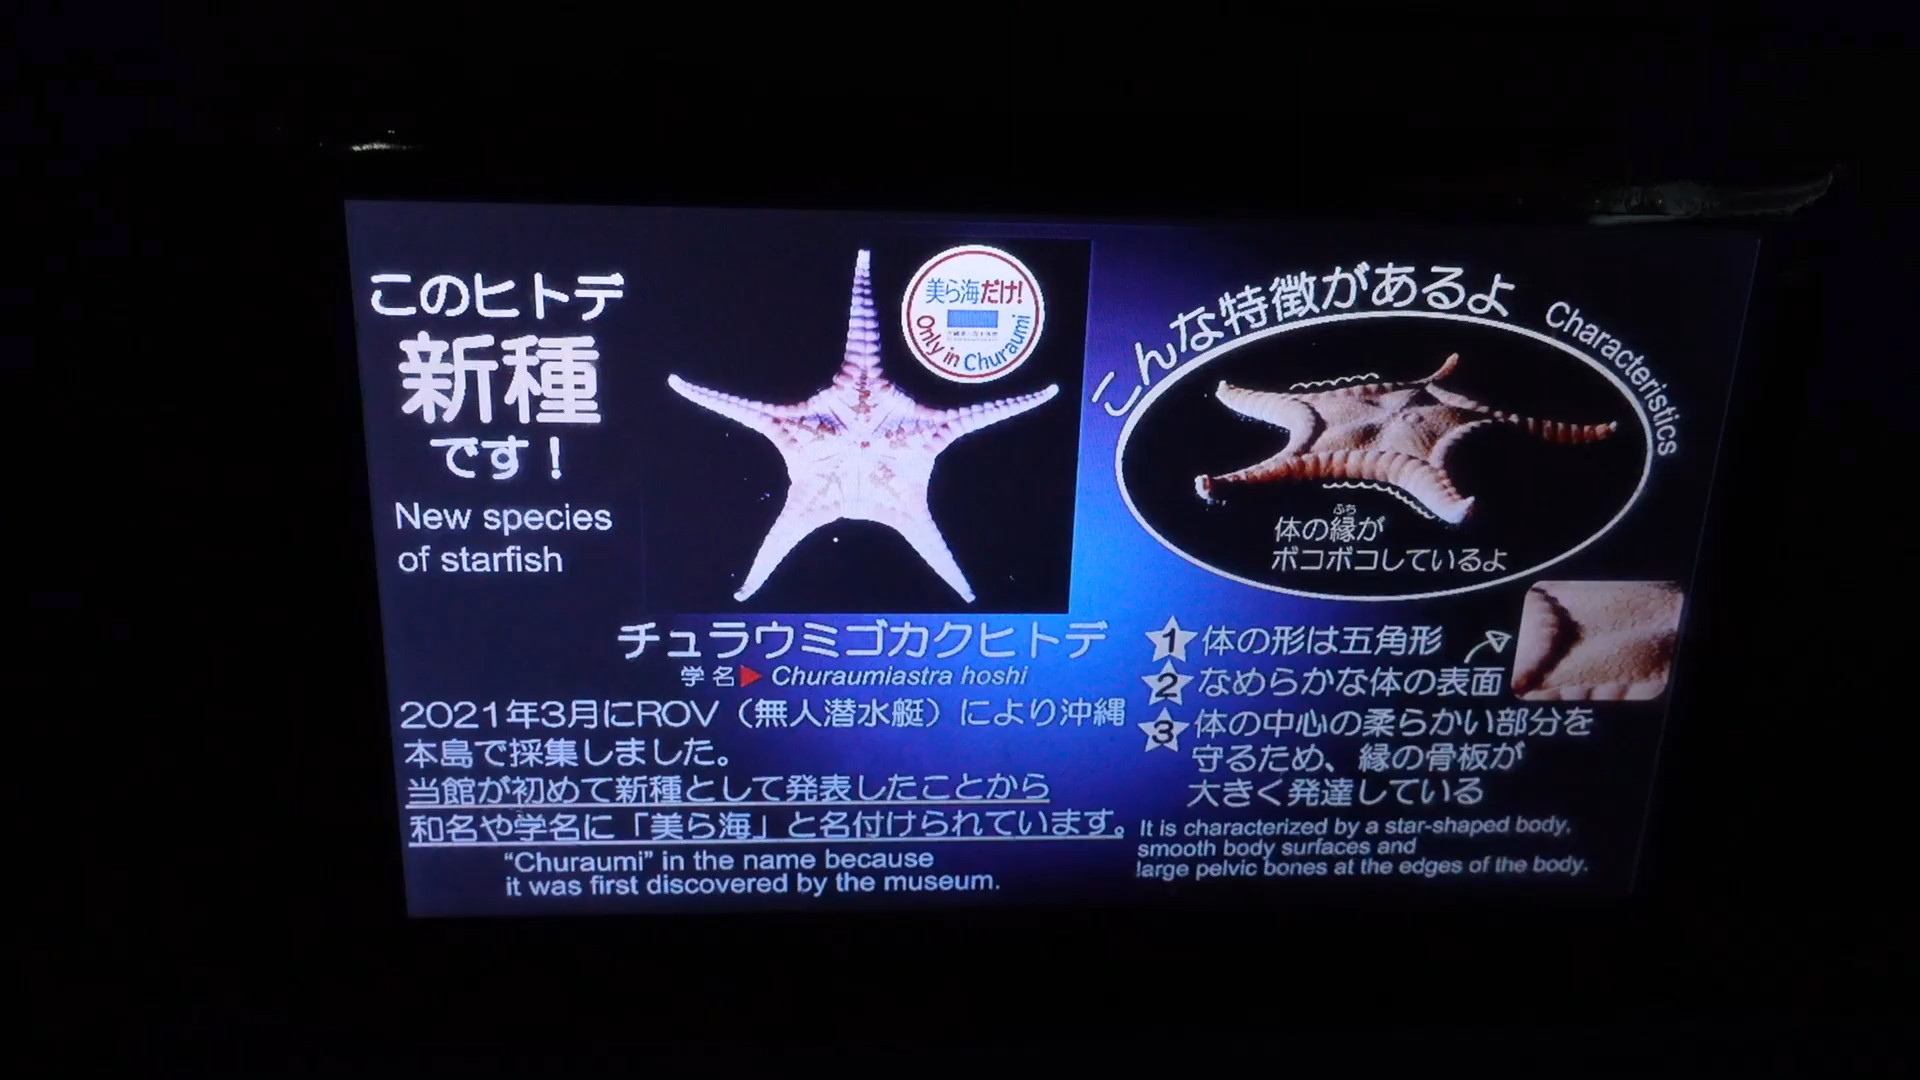 このヒトデ
新種
です！
New species
of starfish
美ら海だけ!
Only in Churaumi
チュラウミゴカクヒトデ
学名▶ Churaumiastra hoshi
2021年3月にROV（無人潜水艇）により沖縄
本島で採集しました。
当館が初めて新種として発表したことから
和名や学名に「美ら海」と名付けられています。
“Churaumi” in the name because
it was first discovered by the museum.
こんな特徴があるよ Characteristics
ふち
体の縁が
ボコボコしているよ
1 体の形は五角形
2 なめらかな体の表面
3 体の中心の柔らかい部分を
守るため、縁の骨板が
大きく発達している
It is characterized by a star-shaped body,
smooth body surfaces and
large pelvic bones at the edges of the body.